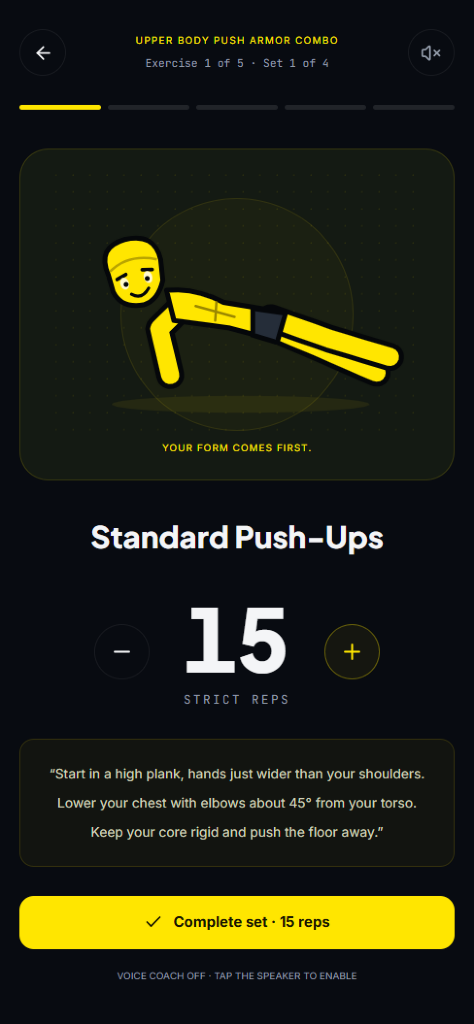 UPPER BODY PUSH ARMOR COMBO
Exercise 1 of 5 · Set 1 of 4
YOUR FORM COMES FIRST.
Standard Push-Ups
15
STRICT REPS
“Start in a high plank, hands just wider than your shoulders.
Lower your chest with elbows about 45° from your torso.
Keep your core rigid and push the floor away.”
Complete set · 15 reps
VOICE COACH OFF · TAP THE SPEAKER TO ENABLE